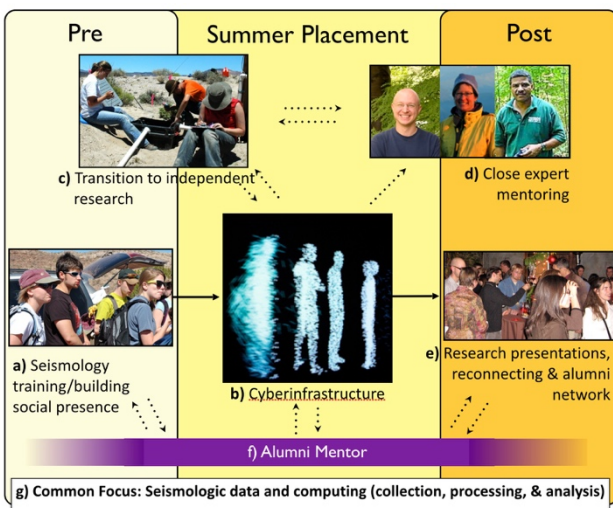 Pre
Summer Placement
Post
c) Transition to independent
research
d) Close expert
mentoring
a) Seismology
training/building
social presence
b) Cyberinfrastructure
e) Research presentations,
reconnecting & alumni
network
f) Alumni Mentor
g) Common Focus: Seismologic data and computing (collection, processing, & analysis)